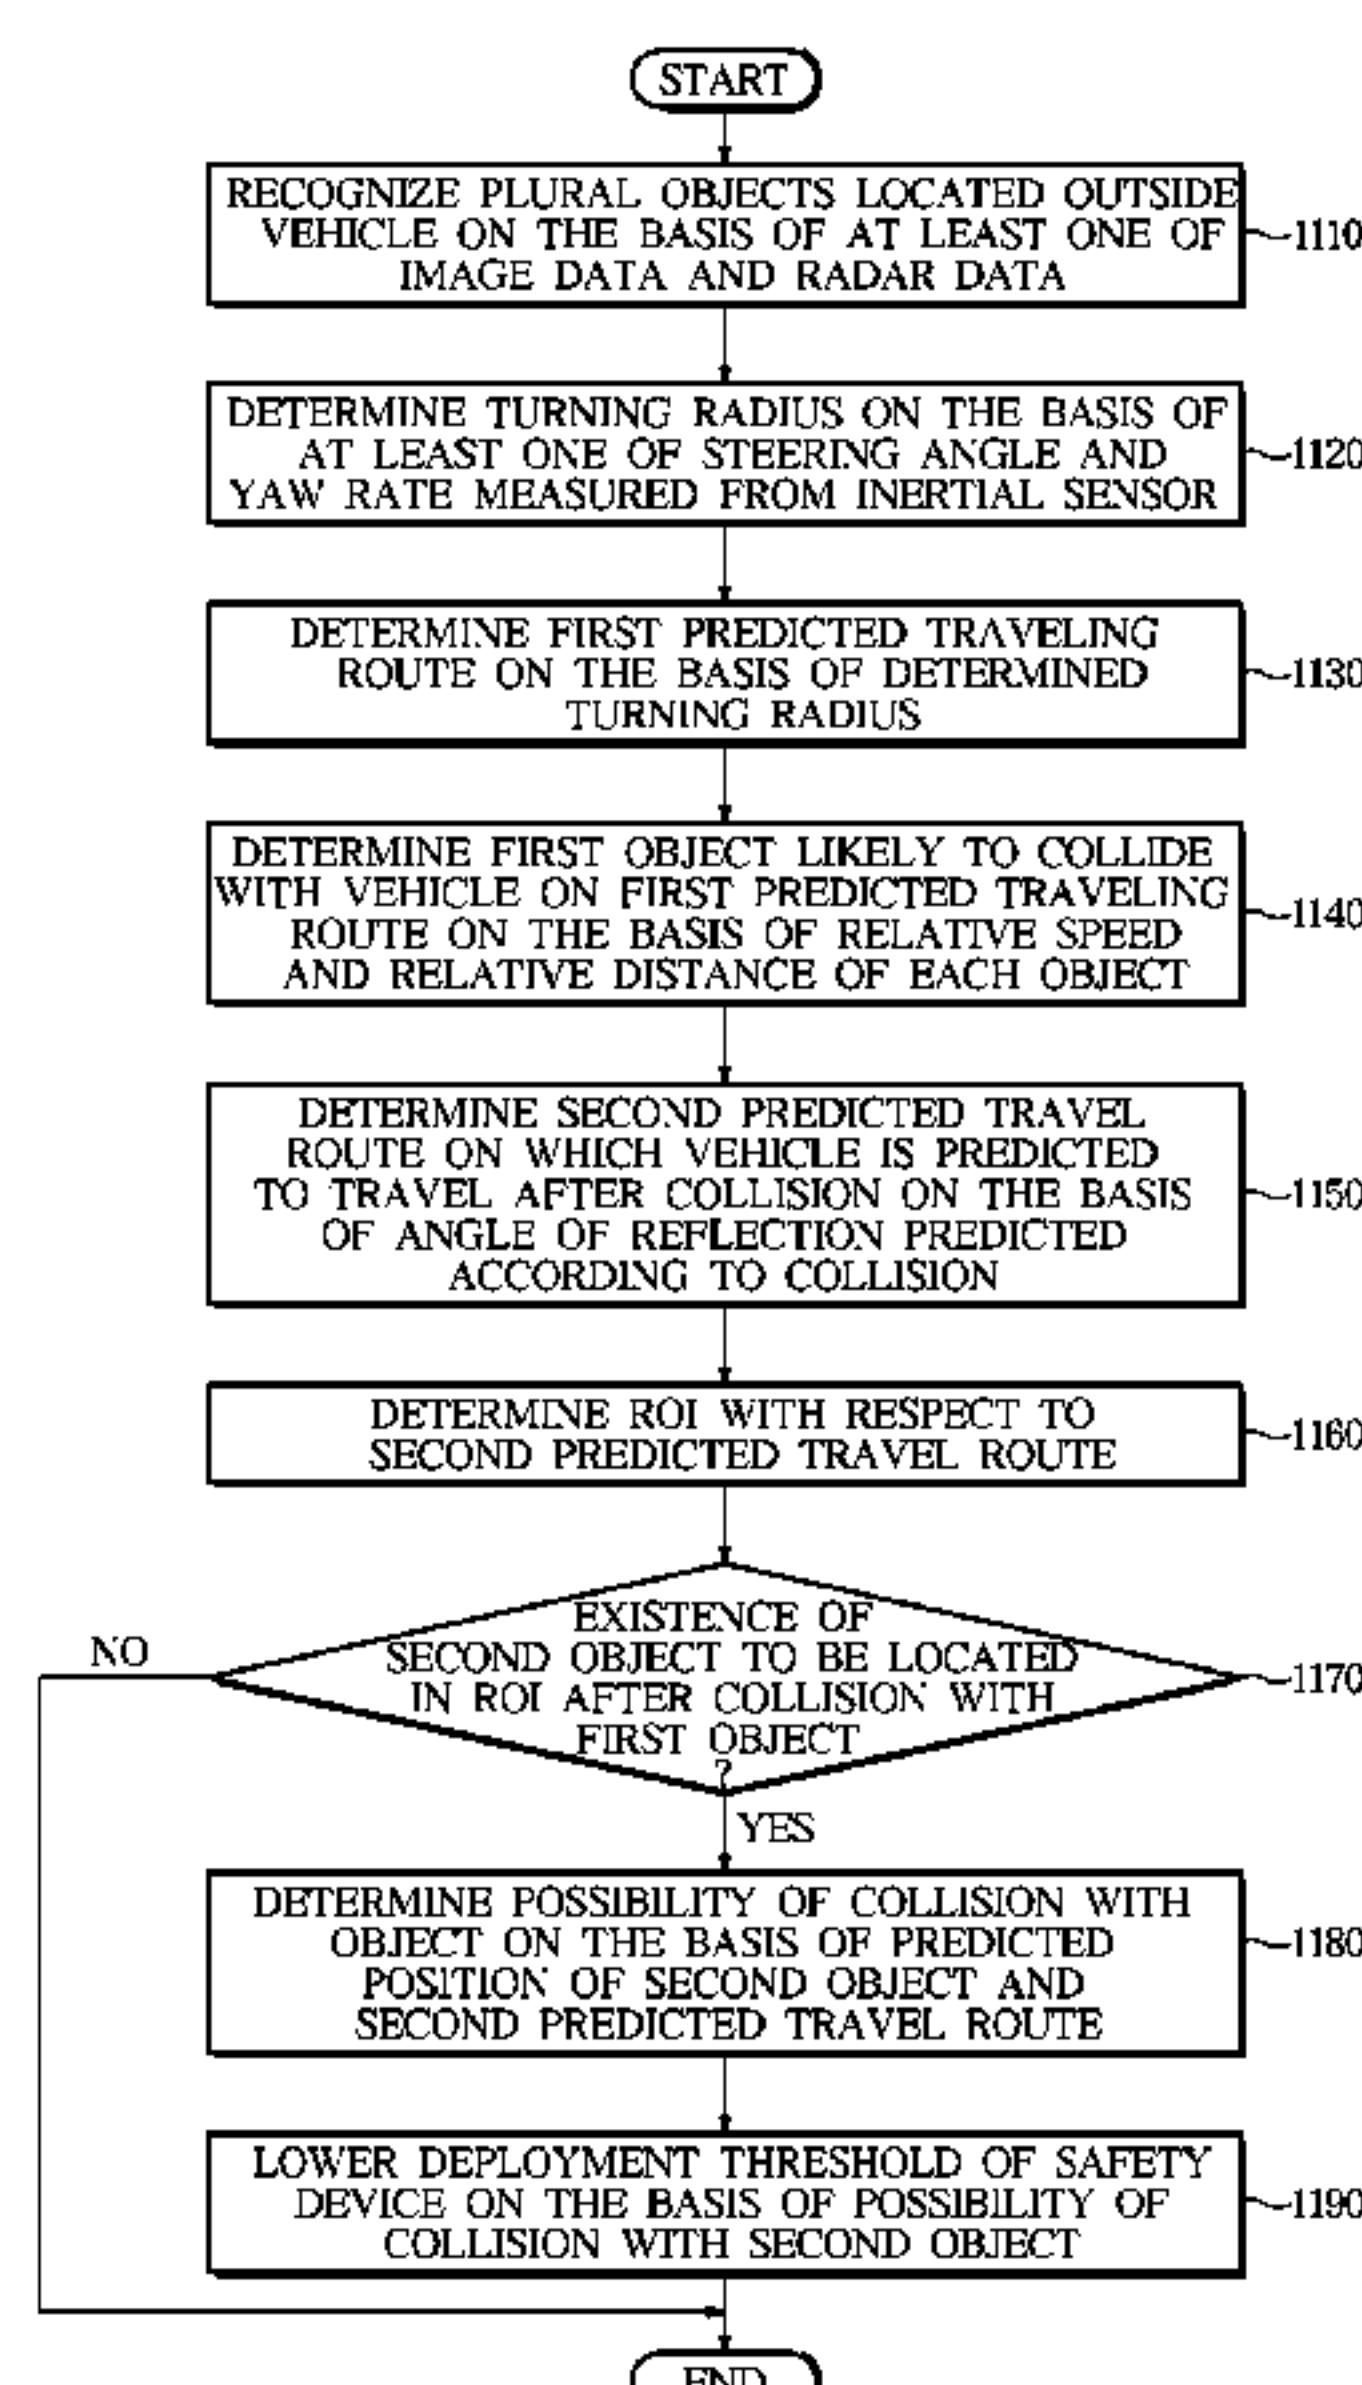 START
RECOGNIZE PLURAL OBJECTS LOCATED OUTSIDE
VEHICLE ON THE BASIS OF AT LEAST ONE OF
IMAGE DATA AND RADAR DATA
1110
DETERMINE TURNING RADIUS ON THE BASIS OF
AT LEAST ONE OF STEERING ANGLE AND
YAW RATE MEASURED FROM INERTIAL SENSOR
1120
DETERMINE FIRST PREDICTED TRAVELING
ROUTE ON THE BASIS OF DETERMINED
TURNING RADIUS
1130
DETERMINE FIRST OBJECT LIKELY TO COLLIDE
WITH VEHICLE ON FIRST PREDICTED TRAVELING
ROUTE ON THE BASIS OF RELATIVE SPEED
AND RELATIVE DISTANCE OF EACH OBJECT
1140
DETERMINE SECOND PREDICTED TRAVEL
ROUTE ON WHICH VEHICLE IS PREDICTED
TO TRAVEL AFTER COLLISION ON THE BASIS
OF ANGLE OF REFLECTION PREDICTED
ACCORDING TO COLLISION
1150
DETERMINE ROI WITH RESPECT TO
SECOND PREDICTED TRAVEL ROUTE
1160
EXISTENCE OF
SECOND OBJECT TO BE LOCATED
IN ROI AFTER COLLISION WITH
FIRST OBJECT
?
1170
NO
YES
DETERMINE POSSIBILITY OF COLLISION WITH
OBJECT ON THE BASIS OF PREDICTED
POSITION OF SECOND OBJECT AND
SECOND PREDICTED TRAVEL ROUTE
1180
LOWER DEPLOYMENT THRESHOLD OF SAFETY
DEVICE ON THE BASIS OF POSSIBILITY OF
COLLISION WITH SECOND OBJECT
1190
END